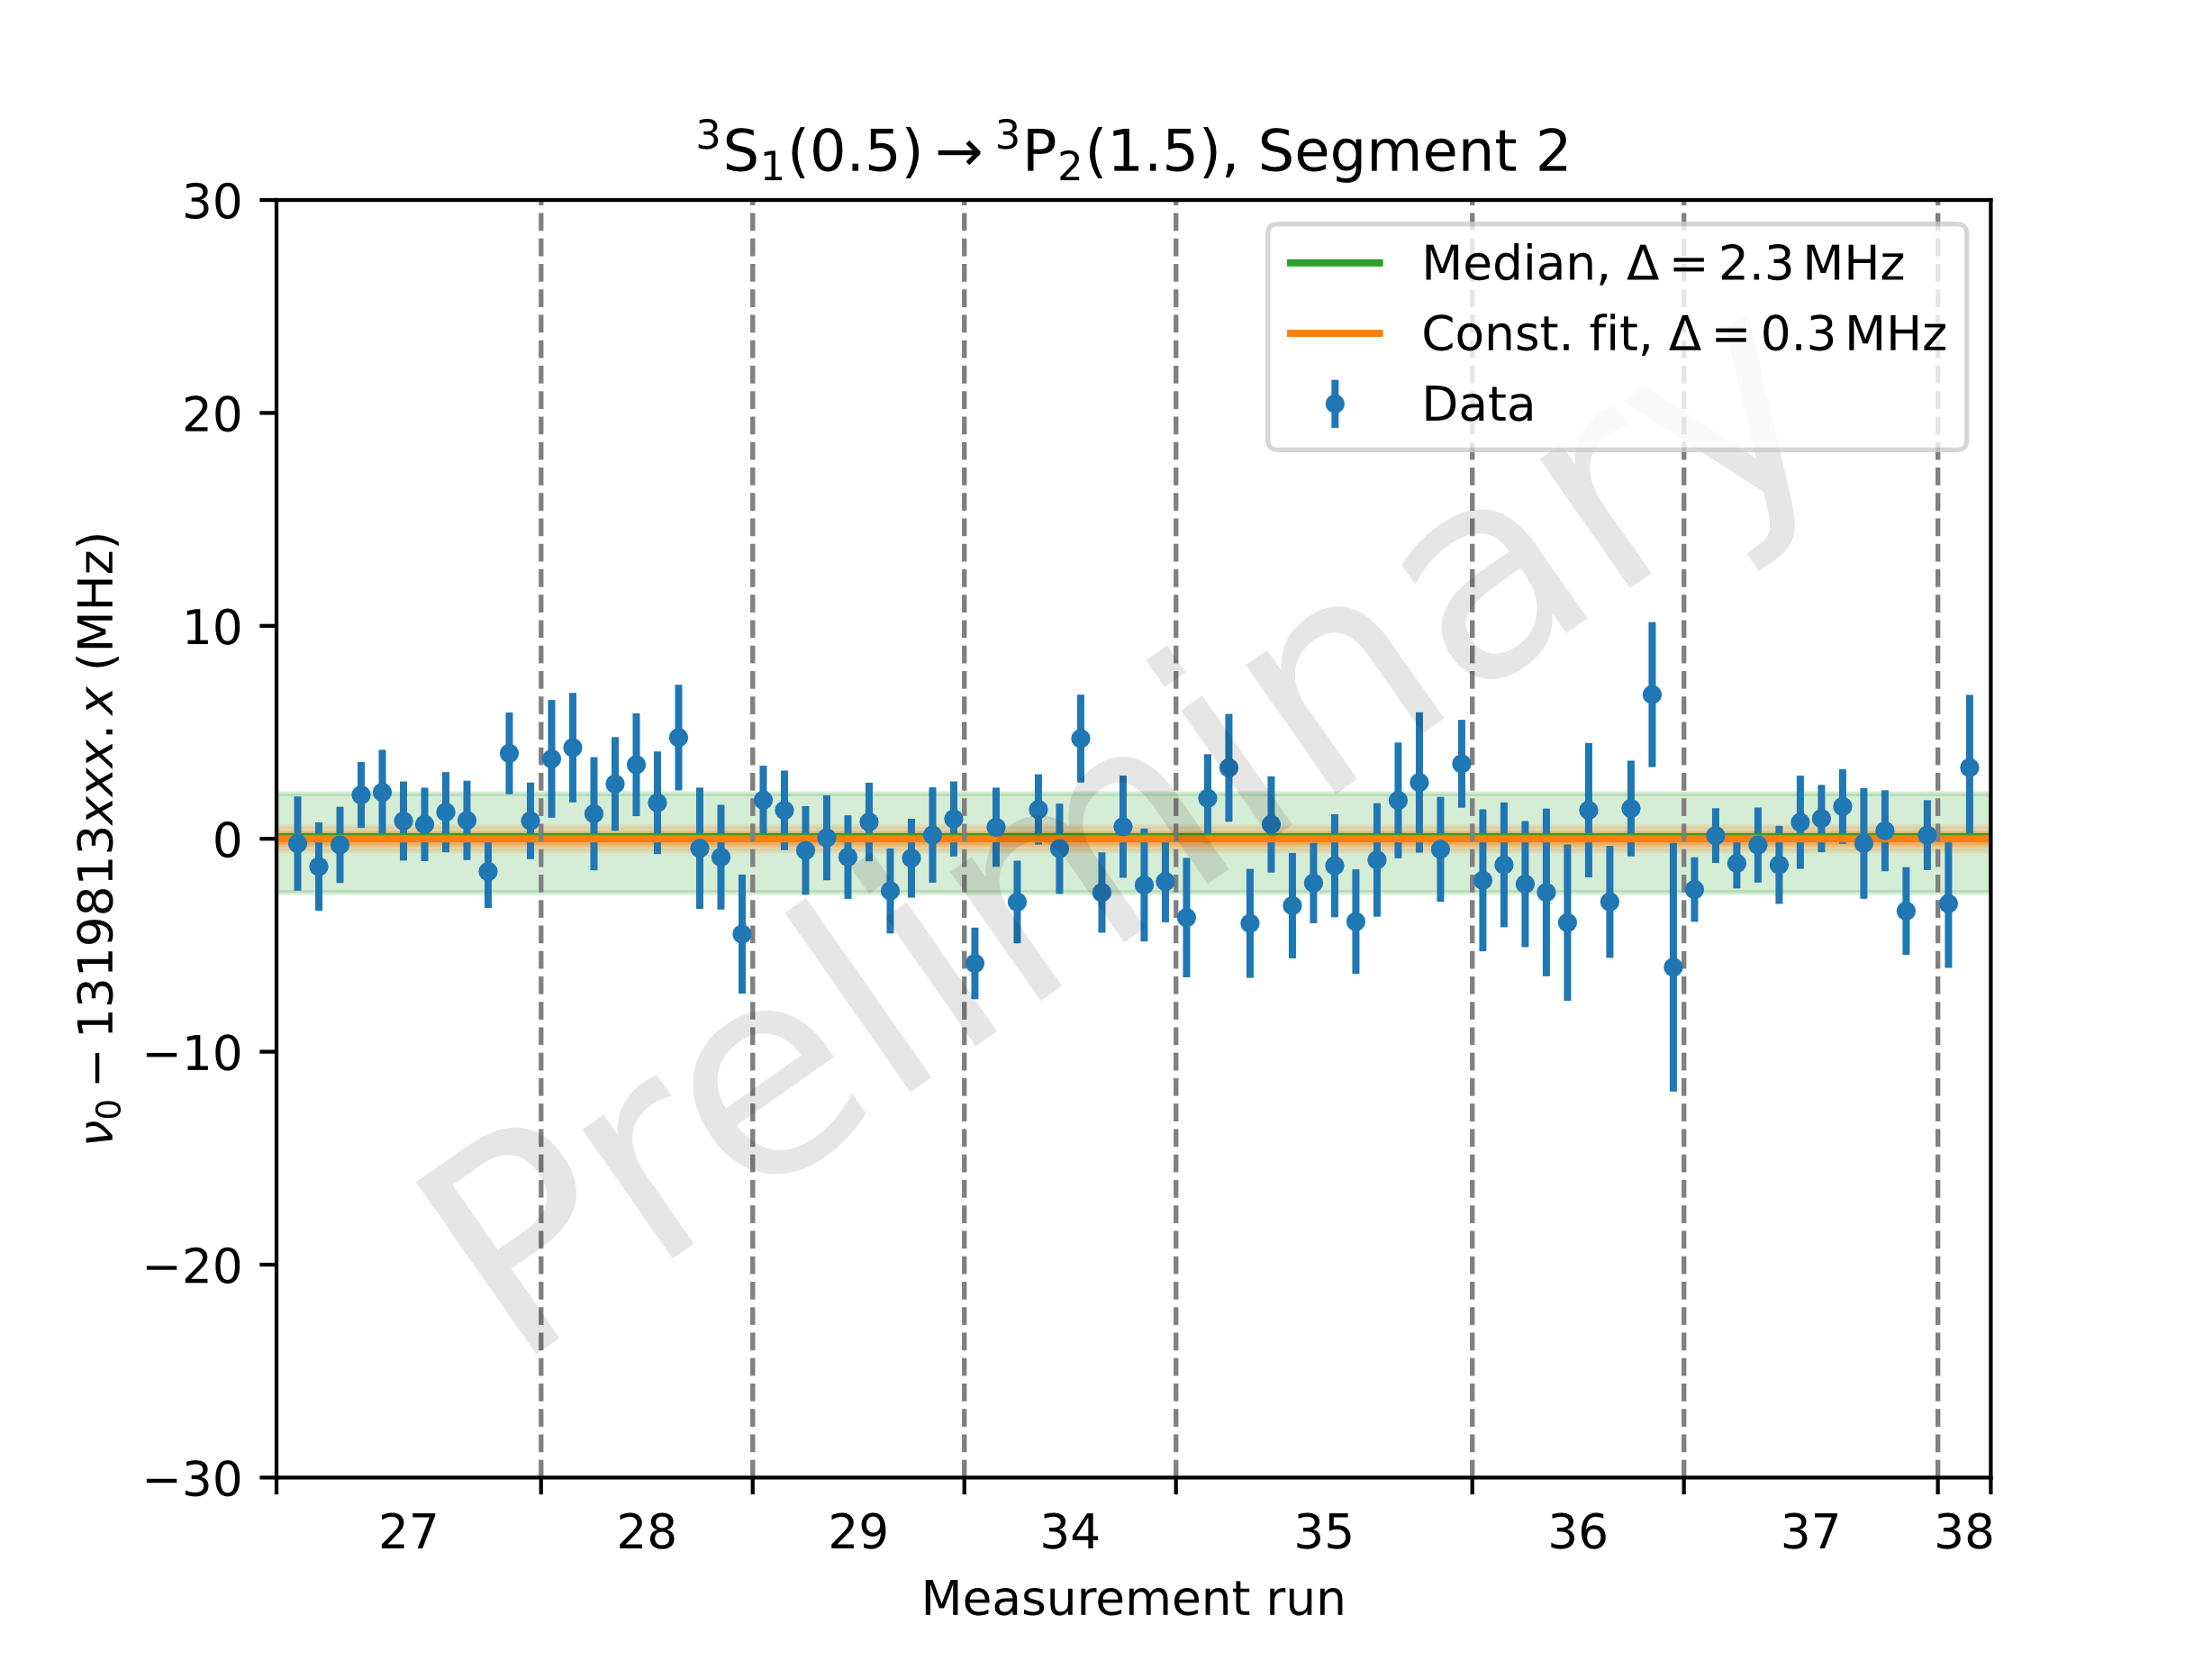 ³S₁(0.5) → ³P₂(1.5), Segment 2
30
20
10
0
−10
−20
−30
ν₀ − 1319813xxx.x (MHz)
Median, Δ = 2.3 MHz
Const. fit, Δ = 0.3 MHz
Data
Preliminary
27 28 29 34 35 36 37 38
Measurement run